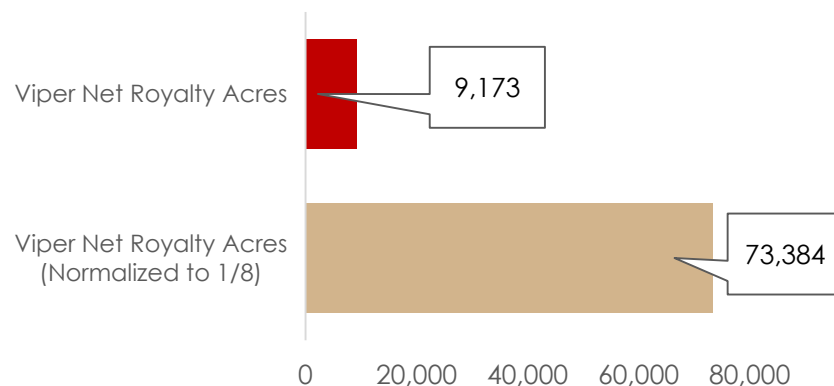 Viper Net Royalty Acres
9,173
Viper Net Royalty Acres
(Normalized to 1/8)
73,384
0 20,000 40,000 60,000 80,000